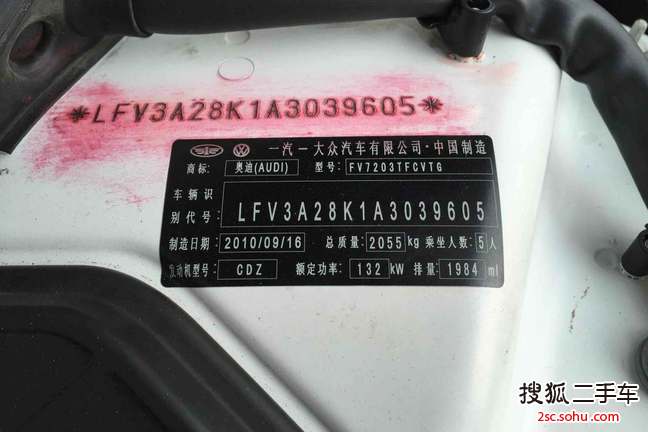 *LFV3A28K1A3039605*
一汽一大众汽车有限公司·中国制造
商标: 奥迪(AUDI) 型号: FV7203TFCVTG
车辆识
别代号: LFV3A28K1A3039605
制造日期: 2010/09/16 总质量: 2055 kg 乘坐人数: 5 人
发动机型号: CDZ 额定功率: 132 kW 排量: 1984 ml
搜狐二手车
2sc.sohu.com